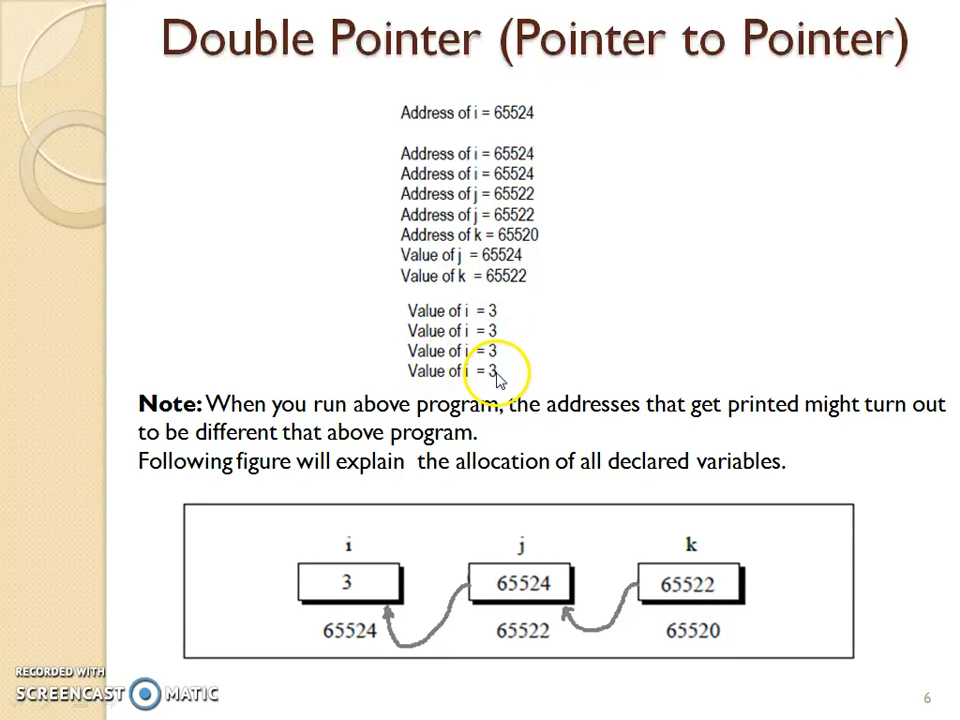 Double Pointer (Pointer to Pointer)
Address of i = 65524
Address of i = 65524
Address of i = 65524
Address of j = 65522
Address of j = 65522
Address of k = 65520
Value of j = 65524
Value of k = 65522
Value of i = 3
Value of i = 3
Value of i = 3
Value of i = 3
Note: When you run above program, the addresses that get printed might turn out
to be different that above program.
Following figure will explain the allocation of all declared variables.
i j k
3 65524 65522
65524 65522 65520
RECORDED WITH
SCREENCAST MATIC
6